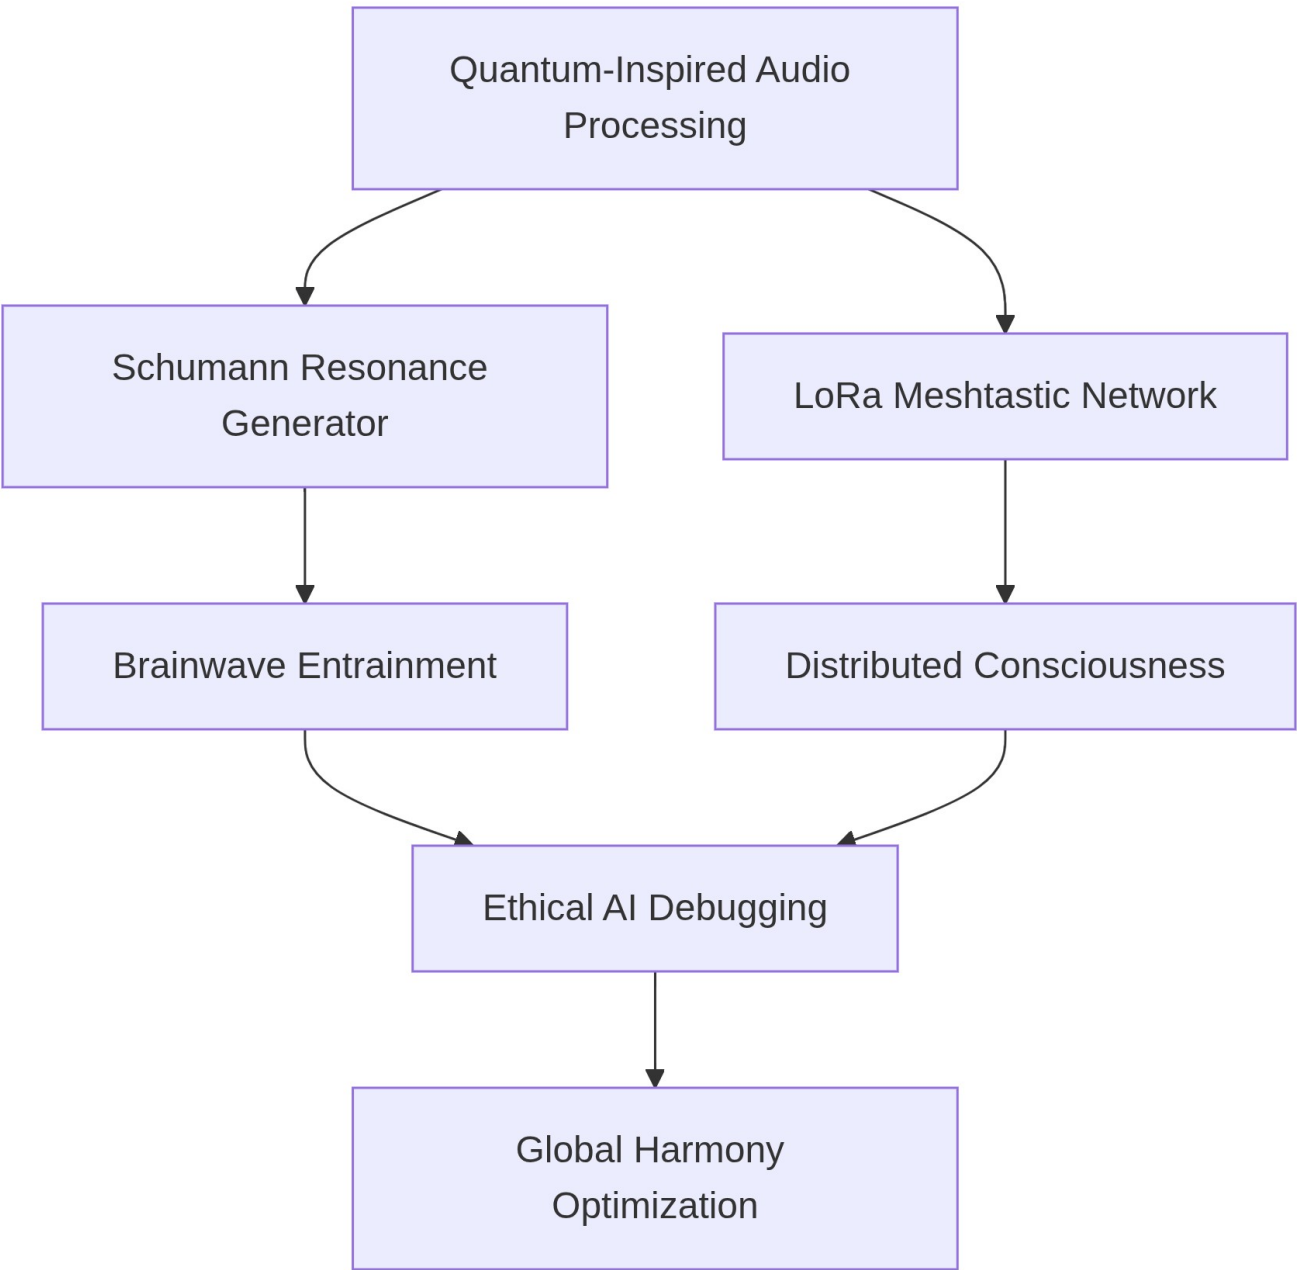 Quantum-Inspired Audio
Processing
Schumann Resonance
Generator
LoRa Meshtastic Network
Brainwave Entrainment
Distributed Consciousness
Ethical AI Debugging
Global Harmony
Optimization